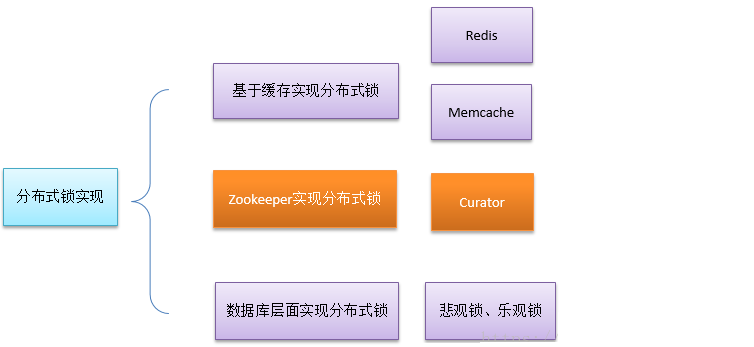 Redis
基于缓存实现分布式锁
Memcache
分布式锁实现
Zookeeper实现分布式锁
Curator
数据库层面实现分布式锁
悲观锁、乐观锁